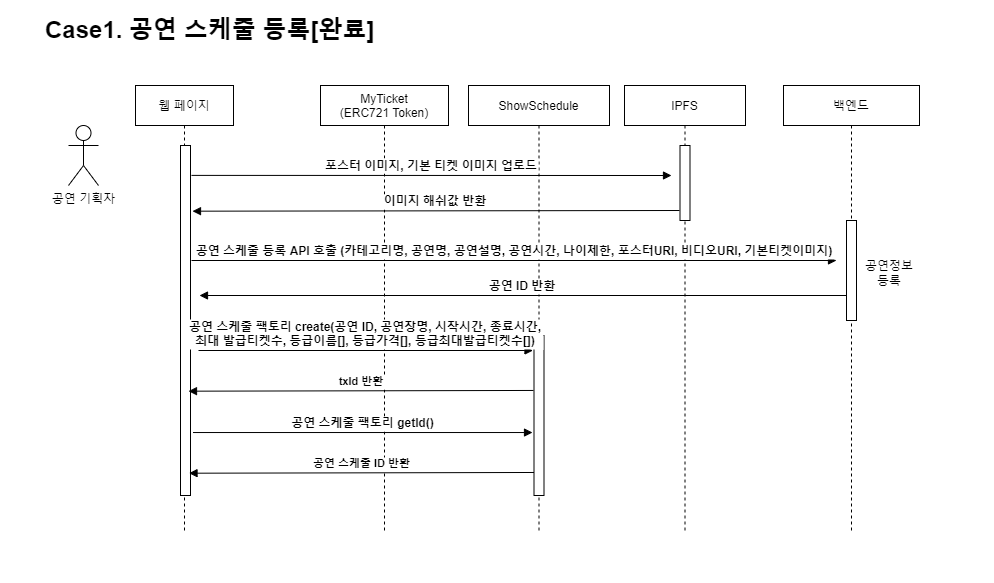 Case1. 공연 스케줄 등록[완료]
웹 페이지
MyTicket
(ERC721 Token)
ShowSchedule
IPFS
백엔드
공연 기획자
포스터 이미지, 기본 티켓 이미지 업로드
이미지 해쉬값 반환
공연 스케줄 등록 API 호출 (카테고리명, 공연명, 공연설명, 공연시간, 나이제한, 포스터URI, 비디오URI, 기본티켓이미지)
공연정보
등록
공연 ID 반환
공연 스케줄 팩토리 create(공연 ID, 공연장명, 시작시간, 종료시간,
최대 발급티켓수, 등급이름[], 등급가격[], 등급최대발급티켓수[])
txId 반환
공연 스케줄 팩토리 getId()
공연 스케줄 ID 반환